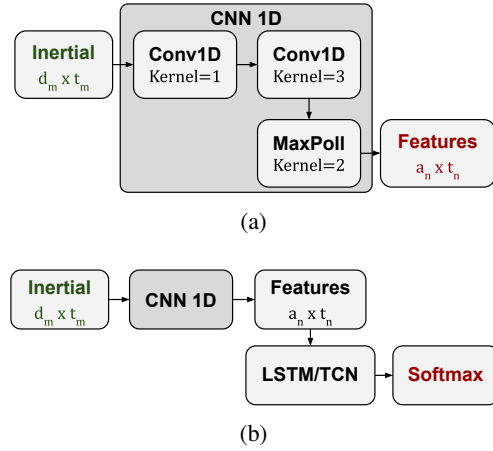 CNN 1D
Inertial
d_m x t_m
Conv1D
Kernel=1
Conv1D
Kernel=3
MaxPoll
Kernel=2
Features
a_n x t_n
(a)
Inertial
d_m x t_m
CNN 1D
Features
a_n x t_n
LSTM/TCN
Softmax
(b)